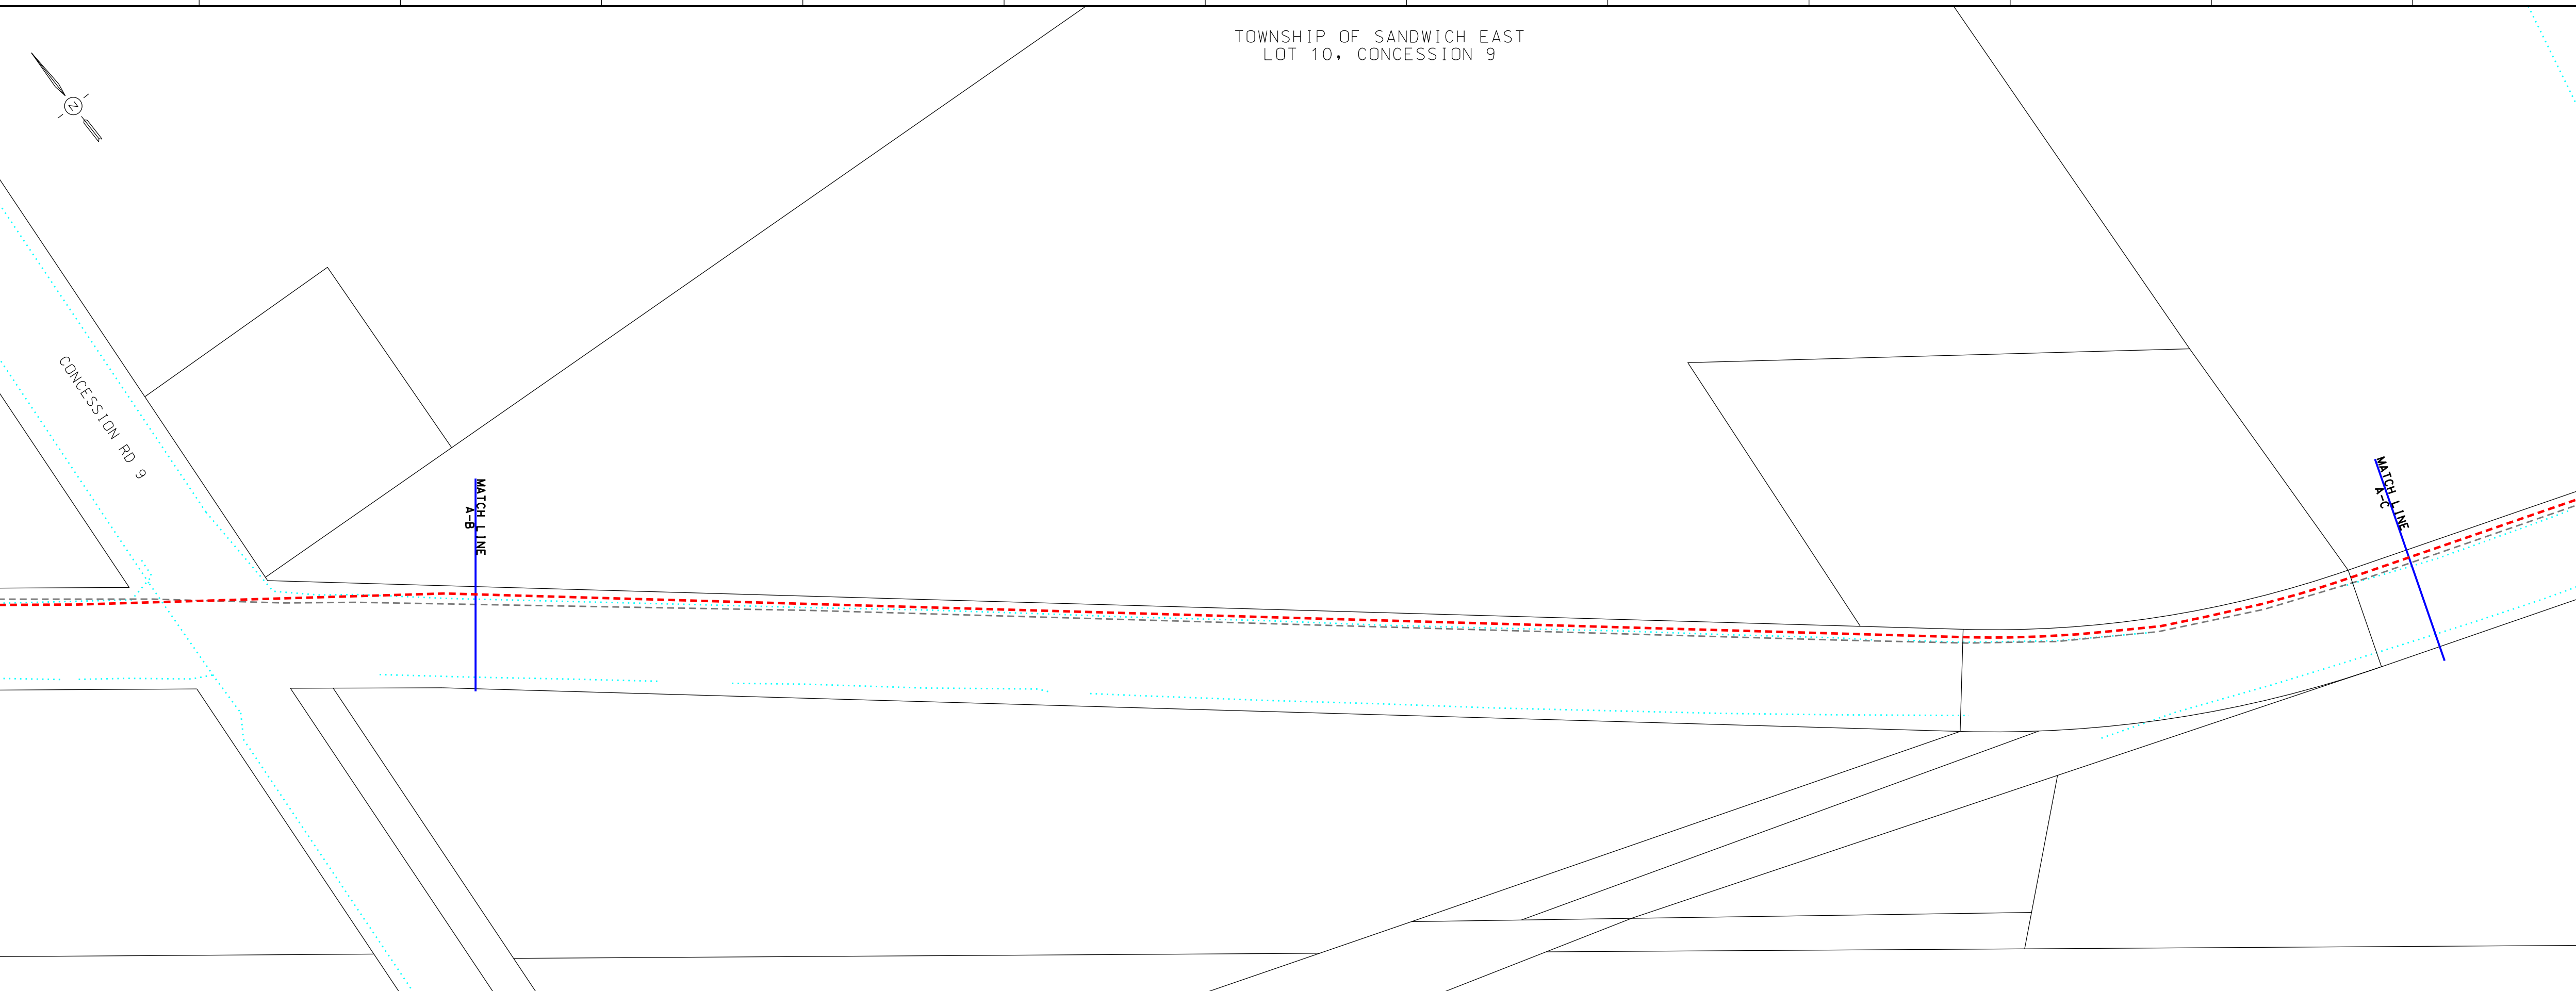 TOWNSHIP OF SANDWICH EAST
LOT 10, CONCESSION 9
N
CONCESSION RD 9
MATCH LINE
A-B
MATCH LINE
A-C